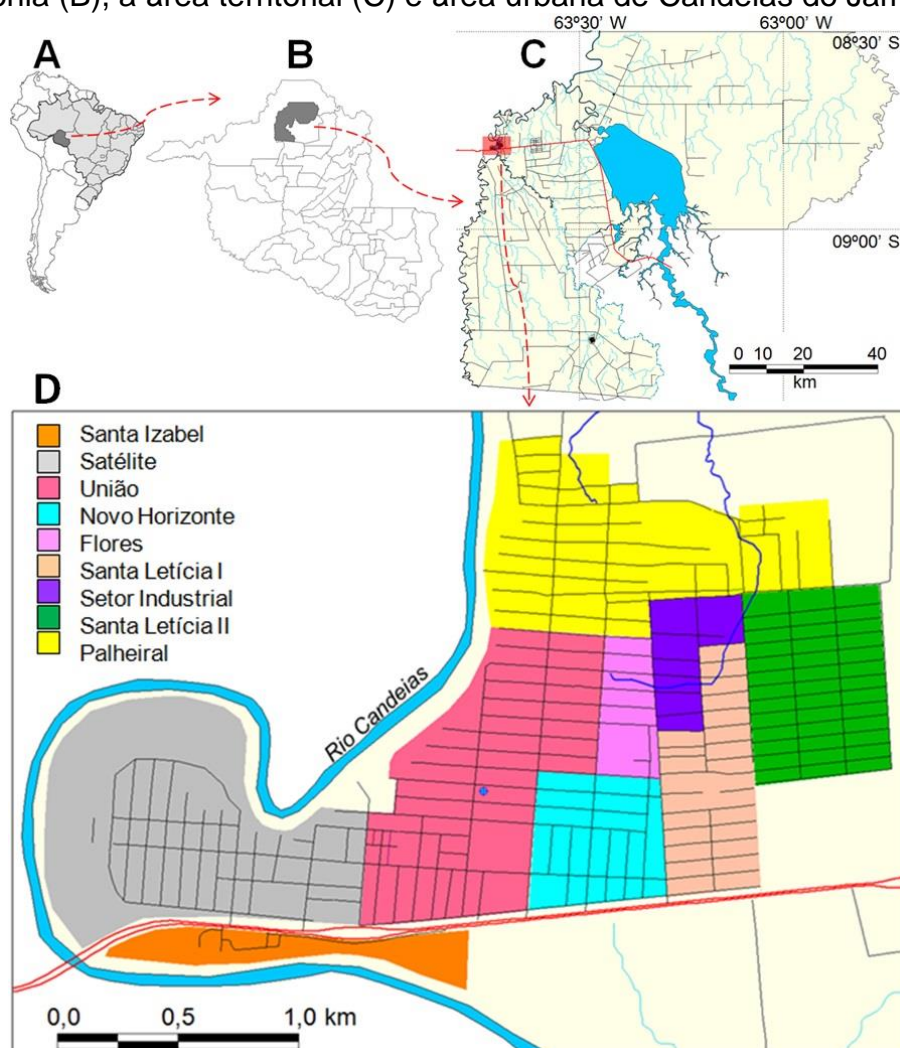 (B), a área territorial (C) e área urbana de Candeias do
A
B
C
63º30' W
63º00' W
08º30' S
09º00' S
0 10 20 40
km
D
Santa Izabel
Satélite
União
Novo Horizonte
Flores
Santa Letícia I
Setor Industrial
Santa Letícia II
Palheiral
Rio Candeias
0,0 0,5 1,0 km